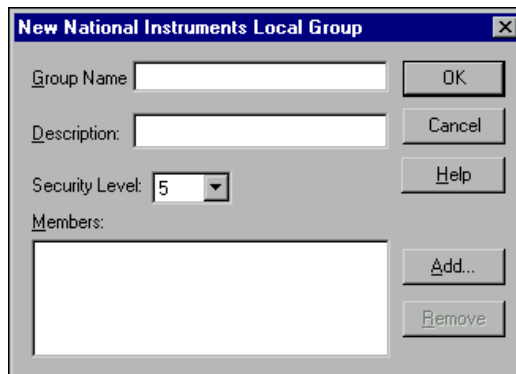 New National Instruments Local Group
Group Name
OK
Description:
Cancel
Security Level: 5
Help
Members:
Add...
Remove